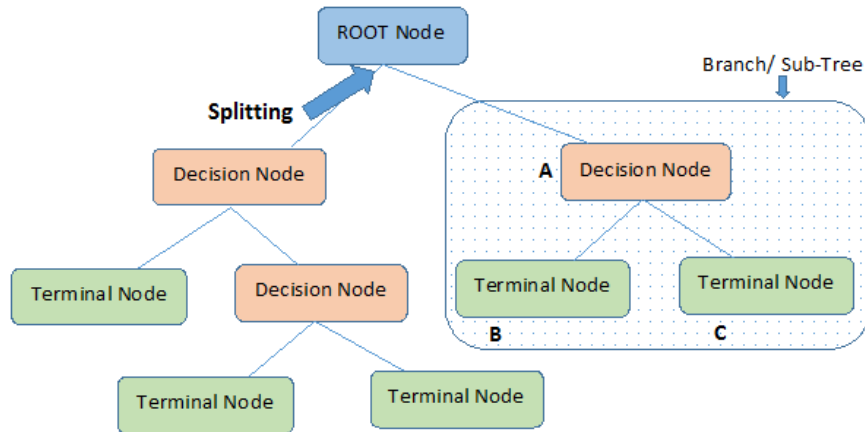 ROOT Node
Branch/ Sub-Tree
Splitting
Decision Node
A
Decision Node
Terminal Node
Decision Node
Terminal Node
Terminal Node
B
C
Terminal Node
Terminal Node